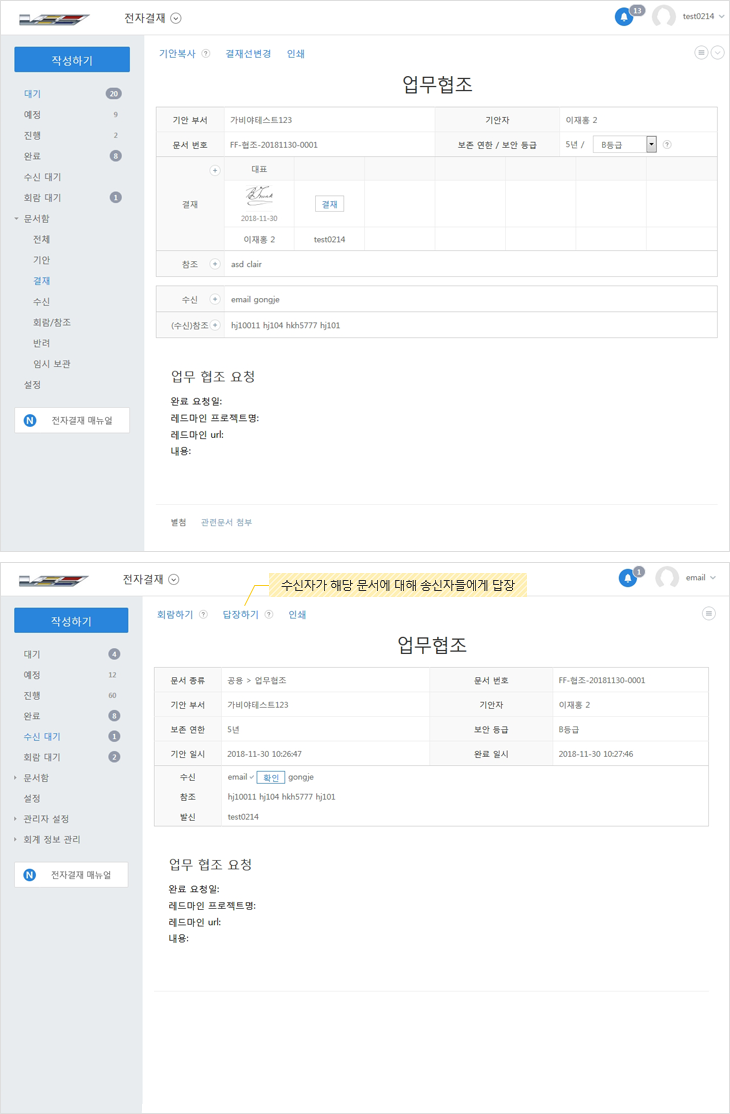 전자결재
13
test0214
작성하기
대기 20
예정 9
진행 2
완료 8
수신 대기
회람 대기 1
문서함
전체
기안
결재
수신
회람/참조
반려
임시 보관
설정
N 전자결재 매뉴얼
기안복사 ? 결재선변경 인쇄
업무협조
기안 부서 가비야테스트123 기안자 이재홍 2
문서 번호 FF-협조-20181130-0001 보존 연한 / 보안 등급 5년 / B등급 ?
결재 + 대표
2018-11-30 결재
이재홍 2 test0214
참조 + asd clair
수신 + email gongje
(수신)참조 + hj10011 hj104 hkh5777 hj101
업무 협조 요청
완료 요청일:
레드마인 프로젝트명:
레드마인 url:
내용:
별첨 관련문서 첨부
전자결재
수신자가 해당 문서에 대해 송신자들에게 답장
1
email
작성하기
대기 4
예정 12
진행 60
완료 8
수신 대기 1
회람 대기 2
문서함
설정
관리자 설정
회계 정보 관리
N 전자결재 매뉴얼
회람하기 ? 답장하기 ? 인쇄
업무협조
문서 종류 공용 > 업무협조 문서 번호 FF-협조-20181130-0001
기안 부서 가비야테스트123 기안자 이재홍 2
보존 연한 5년 보안 등급 B등급
기안 일시 2018-11-30 10:26:47 완료 일시 2018-11-30 10:27:46
수신 email ✓ 확인 gongje
참조 hj10011 hj104 hkh5777 hj101
발신 test0214
업무 협조 요청
완료 요청일:
레드마인 프로젝트명:
레드마인 url:
내용: